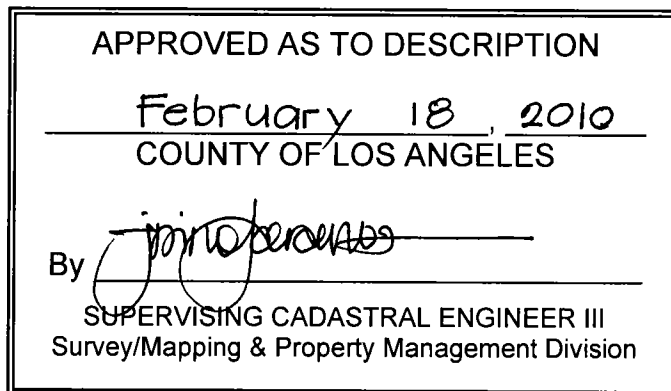 APPROVED AS TO DESCRIPTION
February 18, 2010
COUNTY OF LOS ANGELES
By
SUPERVISING CADASTRAL ENGINEER III
Survey/Mapping & Property Management Division